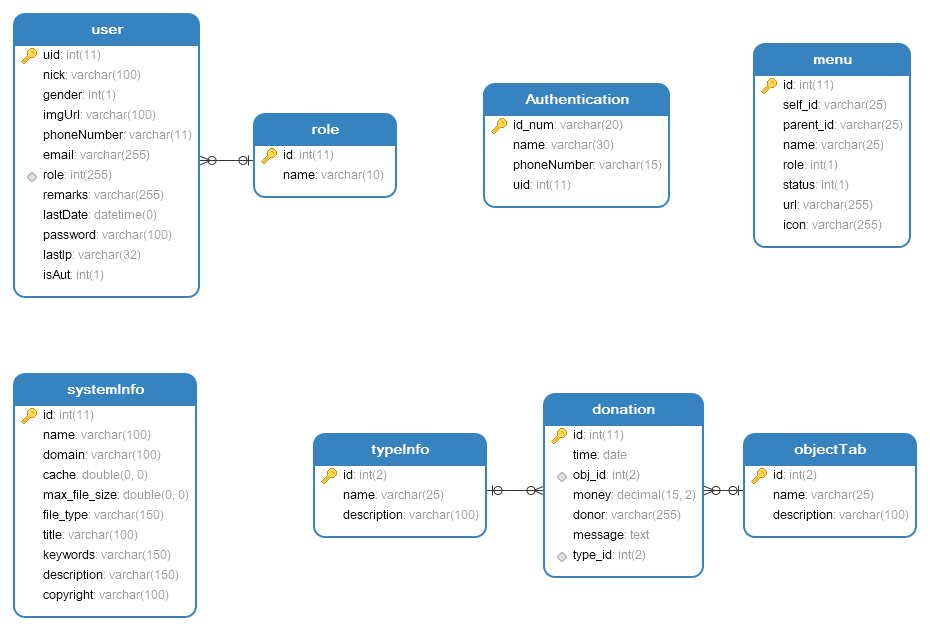 user
uid: int(11)
nick: varchar(100)
gender: int(1)
imgUrl: varchar(100)
phoneNumber: varchar(11)
email: varchar(255)
role: int(255)
remarks: varchar(255)
lastDate: datetime(0)
password: varchar(100)
lastIp: varchar(32)
isAut: int(1)
role
id: int(11)
name: varchar(10)
Authentication
id_num: varchar(20)
name: varchar(30)
phoneNumber: varchar(15)
uid: int(11)
menu
id: int(11)
self_id: varchar(25)
parent_id: varchar(25)
name: varchar(25)
role: int(1)
status: int(1)
url: varchar(255)
icon: varchar(255)
systemInfo
id: int(11)
name: varchar(100)
domain: varchar(100)
cache: double(0, 0)
max_file_size: double(0, 0)
file_type: varchar(150)
title: varchar(100)
keywords: varchar(150)
description: varchar(150)
copyright: varchar(100)
typeInfo
id: int(2)
name: varchar(25)
description: varchar(100)
donation
id: int(11)
time: date
obj_id: int(2)
money: decimal(15, 2)
donor: varchar(255)
message: text
type_id: int(2)
objectTab
id: int(2)
name: varchar(25)
description: varchar(100)